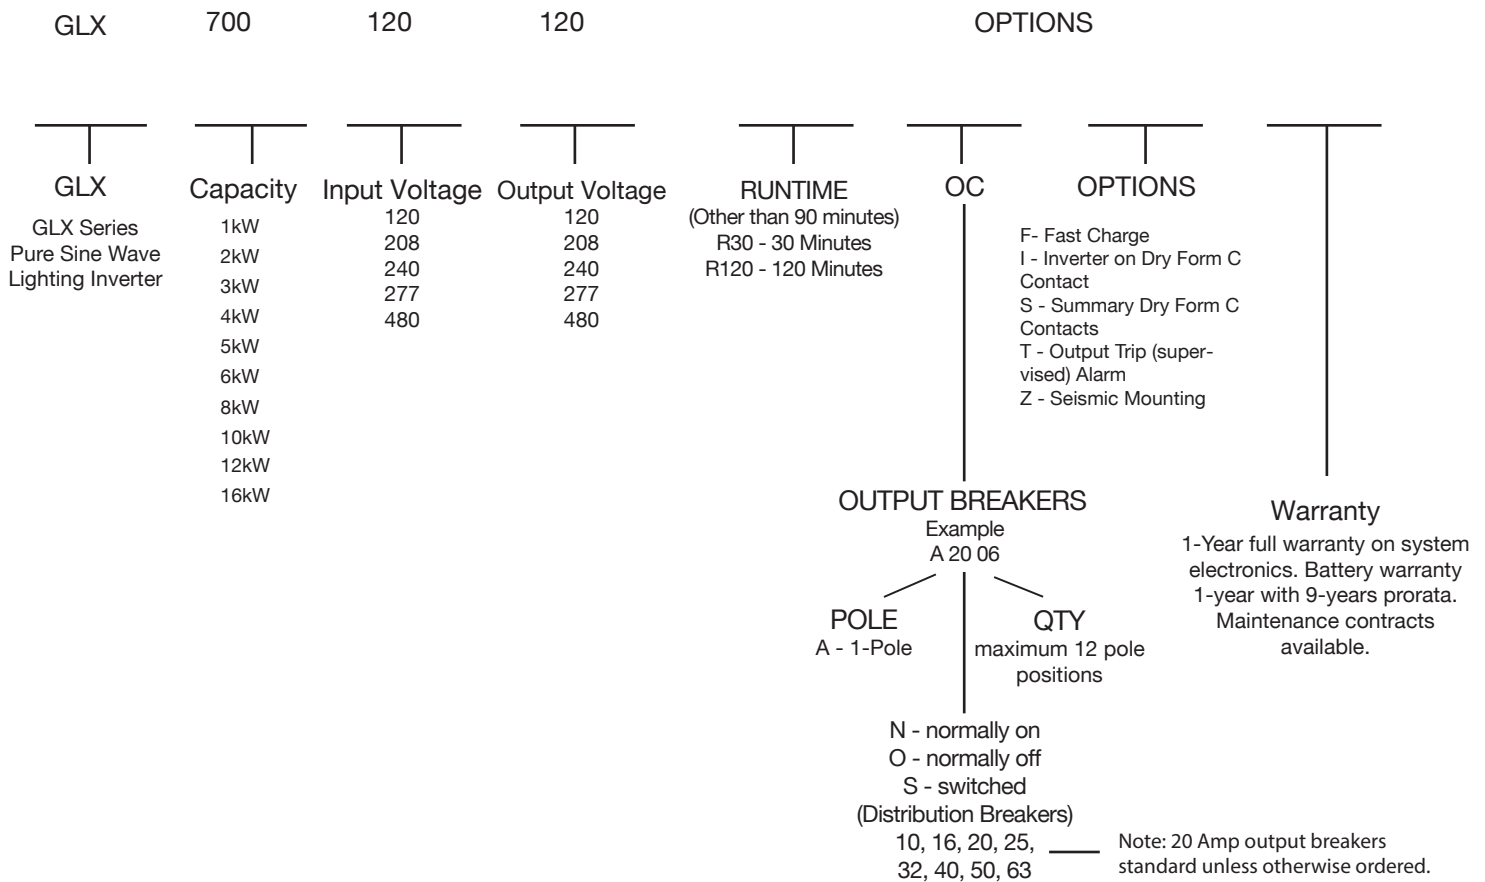 GLX 700 120 120 OPTIONS
GLX
GLX Series
Pure Sine Wave
Lighting Inverter
Capacity
1kW
2kW
3kW
4kW
5kW
6kW
8kW
10kW
12kW
16kW
Input Voltage
120
208
240
277
480
Output Voltage
120
208
240
277
480
RUNTIME
(Other than 90 minutes)
R30 - 30 Minutes
R120 - 120 Minutes
OC
OPTIONS
F- Fast Charge
I - Inverter on Dry Form C
Contact
S - Summary Dry Form C
Contacts
T - Output Trip (super-
vised) Alarm
Z - Seismic Mounting
OUTPUT BREAKERS
Example
A 20 06
POLE
A - 1-Pole
QTY
maximum 12 pole
positions
N - normally on
O - normally off
S - switched
(Distribution Breakers)
10, 16, 20, 25,
32, 40, 50, 63
Note: 20 Amp output breakers
standard unless otherwise ordered.
Warranty
1-Year full warranty on system
electronics. Battery warranty
1-year with 9-years prorata.
Maintenance contracts
available.